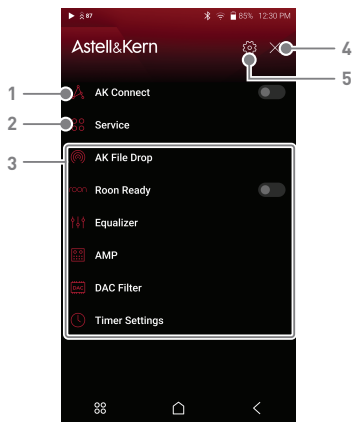 87 85% 12:30 PM
Astell&Kern
4
5
1 AK Connect
2 Service
3 AK File Drop
roon Roon Ready
Equalizer
AMP
DAC DAC Filter
Timer Settings